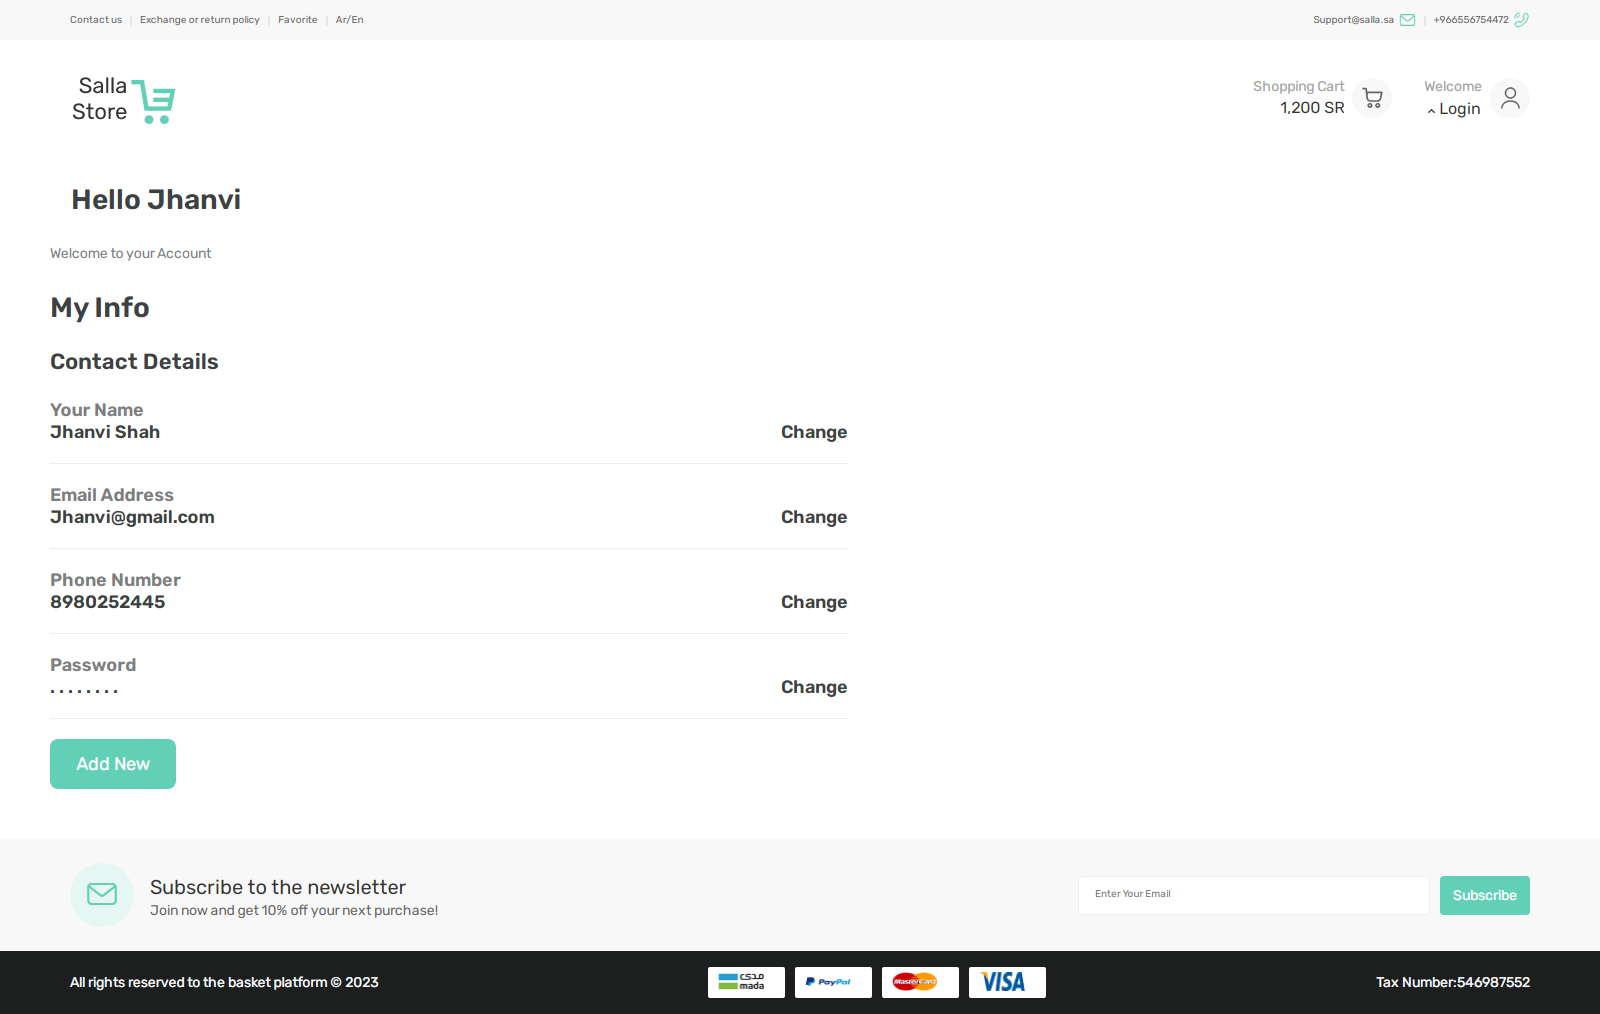 Contact us | Exchange or return policy | Favorite | Ar/En
Support@salla.sa | +966556754472
Salla
Store
Shopping Cart
1,200 SR
Welcome
Login
Hello Jhanvi
Welcome to your Account
My Info
Contact Details
Your Name
Jhanvi Shah
Change
Email Address
Jhanvi@gmail.com
Change
Phone Number
8980252445
Change
Password
. . . . . . . .
Change
Add New
Subscribe to the newsletter
Join now and get 10% off your next purchase!
Enter Your Email
Subscribe
All rights reserved to the basket platform © 2023
مدى
mada
PayPal
MasterCard
VISA
Tax Number:546987552